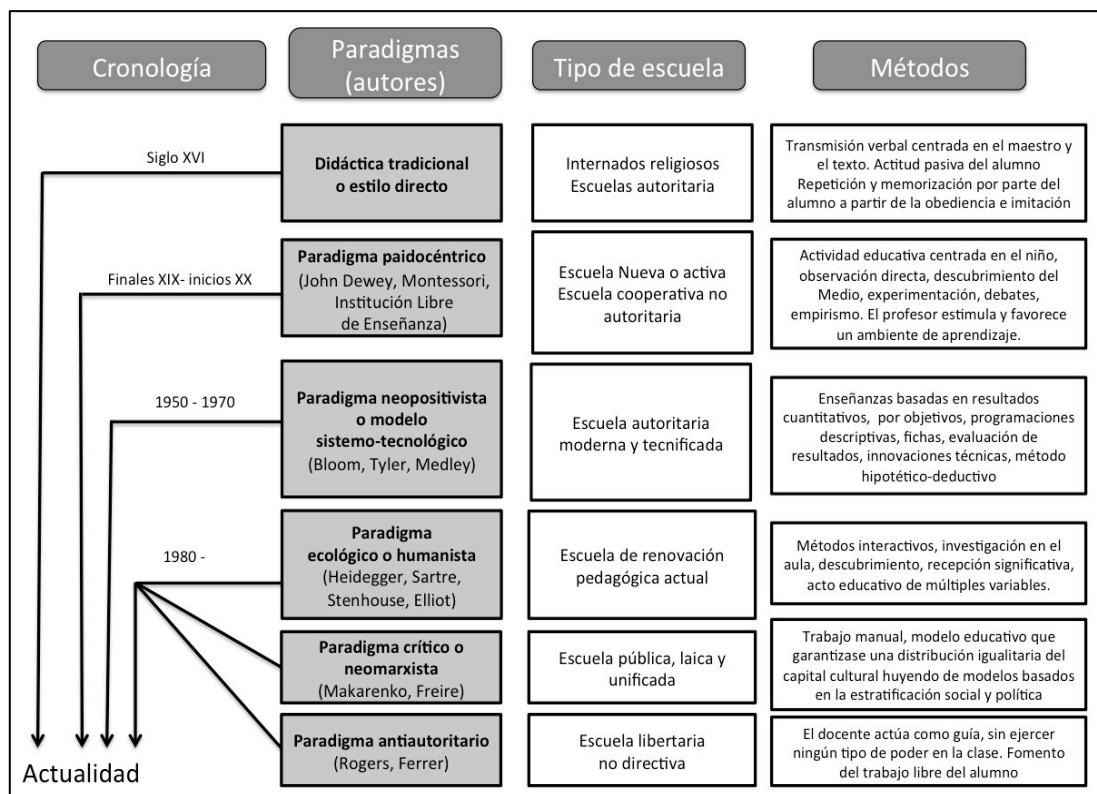 Cronología
Paradigmas
(autores)
Tipo de escuela
Métodos
Siglo XVI
Didáctica tradicional
o estilo directo
Internados religiosos
Escuelas autoritaria
Transmisión verbal centrada en el maestro y
el texto. Actitud pasiva del alumno
Repetición y memorización por parte del
alumno a partir de la obediencia e imitación
Finales XIX- inicios XX
Paradigma paidocéntrico
(John Dewey, Montessori,
Institución Libre
de Enseñanza)
Escuela Nueva o activa
Escuela cooperativa no
autoritaria
Actividad educativa centrada en el niño,
observación directa, descubrimiento del
Medio, experimentación, debates,
empirismo. El profesor estimula y favorece
un ambiente de aprendizaje.
1950 - 1970
Paradigma neopositivista
o modelo
sistemo-tecnológico
(Bloom, Tyler, Medley)
Escuela autoritaria
moderna y tecnificada
Enseñanzas basadas en resultados
cuantitativos, por objetivos, programaciones
descriptivas, fichas, evaluación de
resultados, innovaciones técnicas, método
hipotético-deductivo
1980 -
Paradigma
ecológico o humanista
(Heidegger, Sartre,
Stenhouse, Elliot)
Escuela de renovación
pedagógica actual
Métodos interactivos, investigación en el
aula, descubrimiento, recepción significativa,
acto educativo de múltiples variables.
Paradigma crítico o
neomarxista
(Makarenko, Freire)
Escuela pública, laica y
unificada
Trabajo manual, modelo educativo que
garantizase una distribución igualitaria del
capital cultural huyendo de modelos basados
en la estratificación social y política
Paradigma antiautoritario
(Rogers, Ferrer)
Escuela libertaria
no directiva
El docente actúa como guía, sin ejercer
ningún tipo de poder en la clase. Fomento
del trabajo libre del alumno
Actualidad